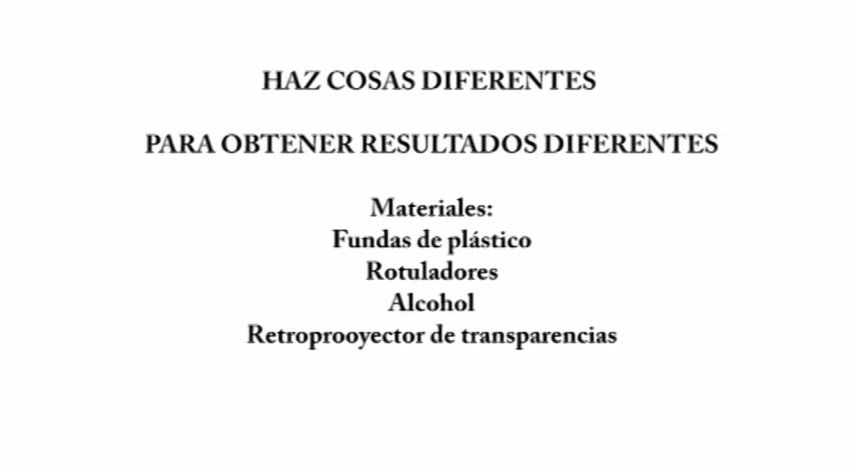 HAZ COSAS DIFERENTES
PARA OBTENER RESULTADOS DIFERENTES
Materiales:
Fundas de plástico
Rotuladores
Alcohol
Retroprooyector de transparencias